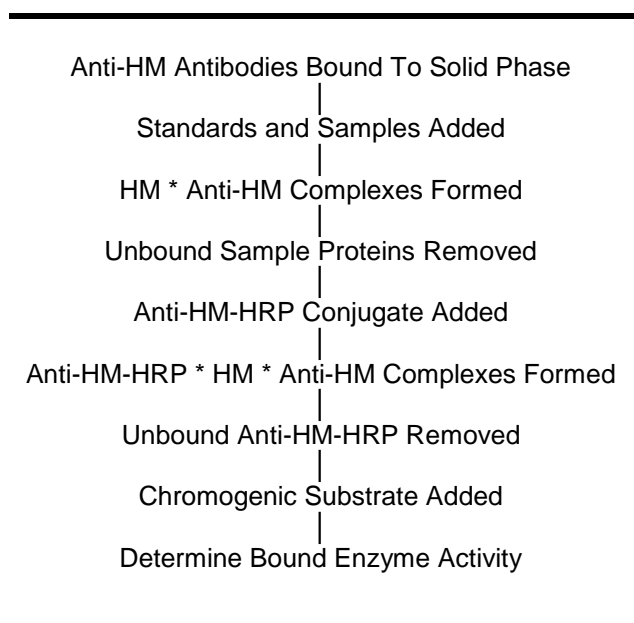 Anti-HM Antibodies Bound To Solid Phase
Standards and Samples Added
HM * Anti-HM Complexes Formed
Unbound Sample Proteins Removed
Anti-HM-HRP Conjugate Added
Anti-HM-HRP * HM * Anti-HM Complexes Formed
Unbound Anti-HM-HRP Removed
Chromogenic Substrate Added
Determine Bound Enzyme Activity